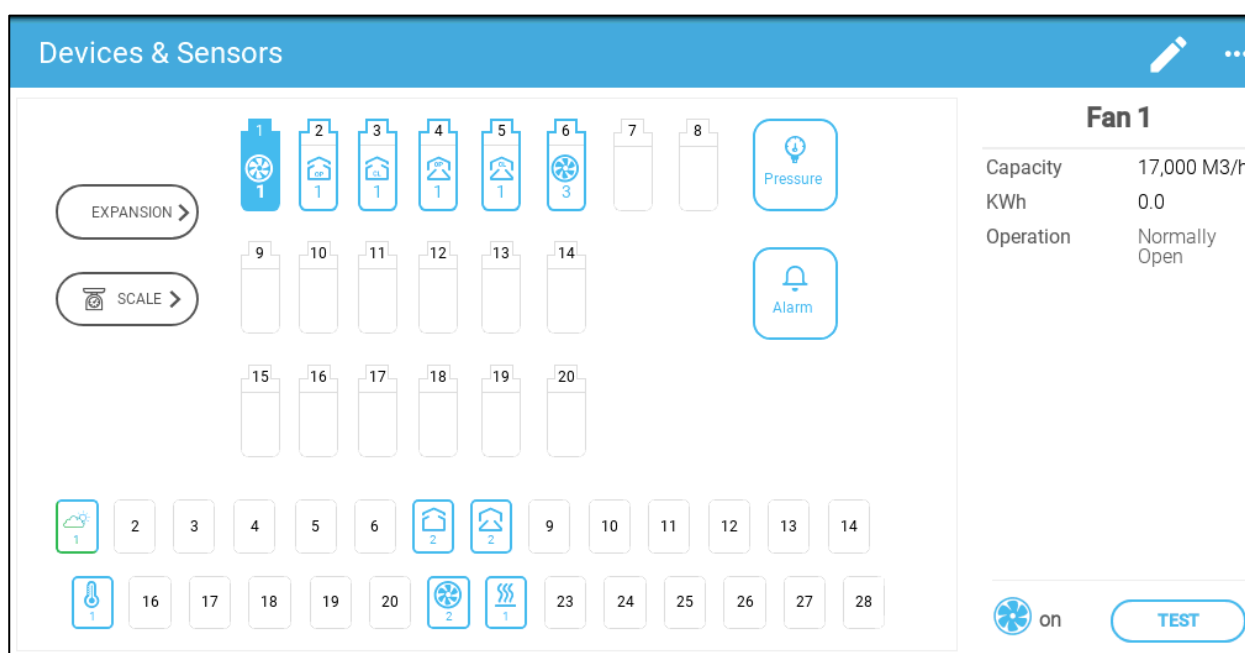 Devices & Sensors
1 2 3 4 5 6 7 8
OP CL OP CL
1 1 1 1 1 3
Pressure
EXPANSION
9 10 11 12 13 14
SCALE
Alarm
15 16 17 18 19 20
2 3 4 5 6 9 10 11 12 13 14
1 2 2
16 17 18 19 20 23 24 25 26 27 28
1 2 1
Fan 1
Capacity 17,000 M3/h
KWh 0.0
Operation Normally
Open
on TEST